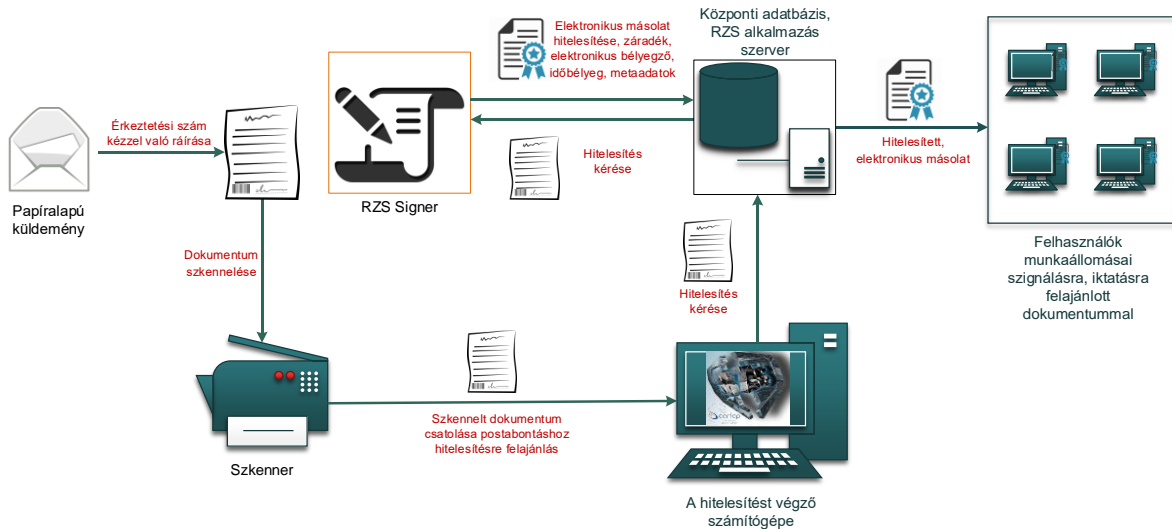 Elektronikus másolat
hitelesítése, záradék,
elektronikus bélyegző,
időbélyeg, metaadatok
Központi adatbázis,
RZS alkalmazás
szerver
Érkeztetési szám
kézzel való ráírása
Papíralapú
küldemény
RZS Signer
Hitelesítés
kérése
Hitelesített,
elektronikus másolat
Felhasználók
munkaállomásai
szignálásra, iktatásra
felajánlott
dokumentummal
Dokumentum
szkennelése
Hitelesítés
kérése
Szkenner
Szkennelt dokumentum
csatolása postabontáshoz
hitelesítésre felajánlás
A hitelesítést végző
számítógépe